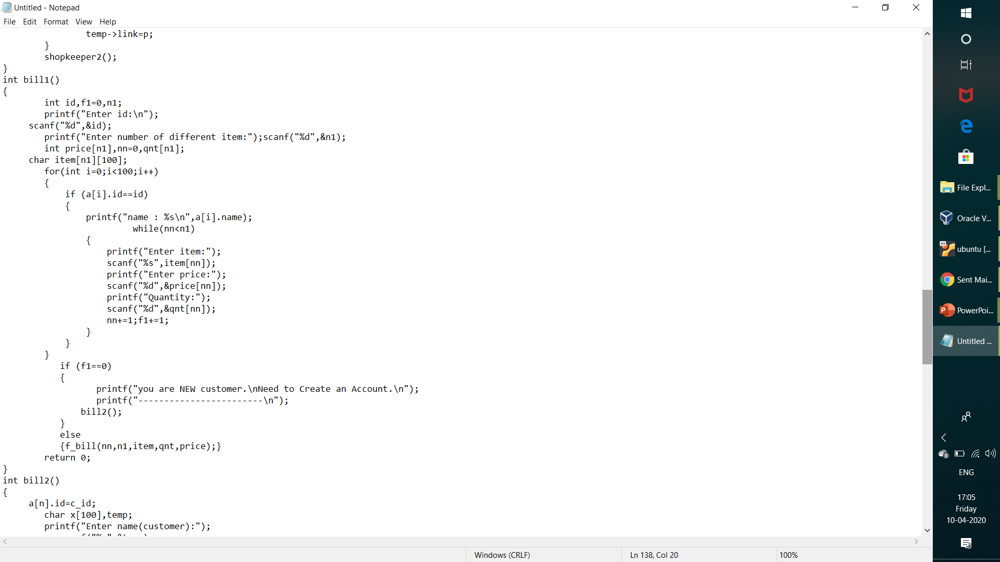 Untitled - Notepad
File Edit Format View Help
temp->link=p;
}
shopkeeper2();
}
int bill1()
{
int id,f1=0,n1;
printf("Enter id:\n");
scanf("%d",&id);
printf("Enter number of different item:");scanf("%d",&n1);
int price[n1],nn=0,qnt[n1];
char item[n1][100];
for(int i=0;i<100;i++)
{
if (a[i].id==id)
{
printf("name : %s\n",a[i].name);
while(nn<n1)
{
printf("Enter item:");
scanf("%s",item[nn]);
printf("Enter price:");
scanf("%d",&price[nn]);
printf("Quantity:");
scanf("%d",&qnt[nn]);
nn+=1;f1+=1;
}
}
}
if (f1==0)
{
printf("you are NEW customer.\nNeed to Create an Account.\n");
printf("------------------------\n");
bill2();
}
else
{f_bill(nn,n1,item,qnt,price);}
return 0;
}
int bill2()
{
a[n].id=c_id;
char x[100],temp;
printf("Enter name(customer):");
Windows (CRLF)
Ln 138, Col 20
100%
File Expl...
Oracle V...
ubuntu [...
Sent Mai...
PowerPoi...
Untitled ...
ENG
17:05
Friday
10-04-2020